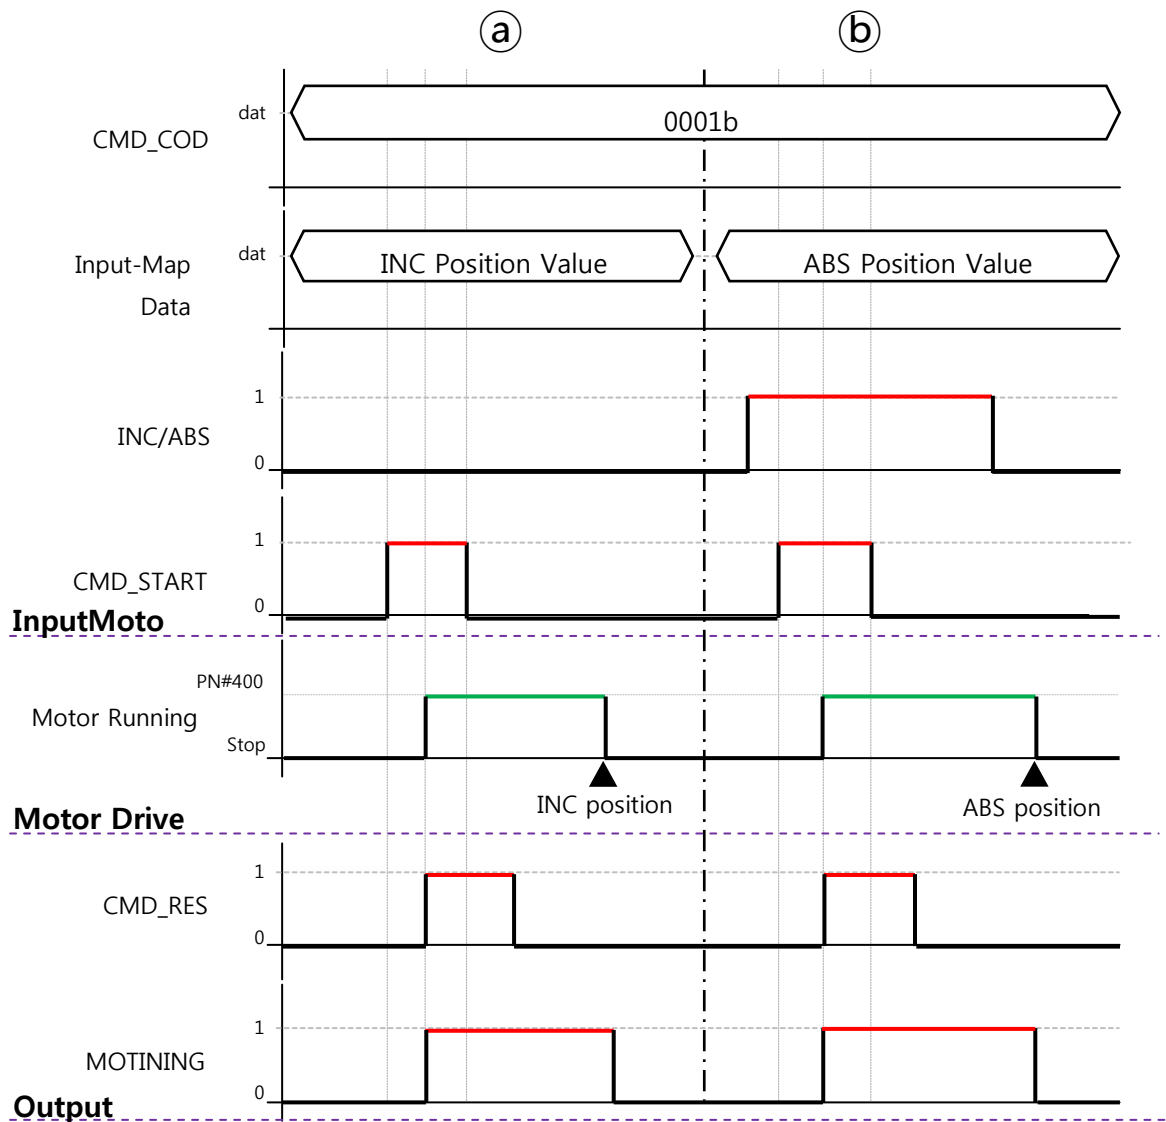 ⓐ ⓑ
dat
CMD_COD
0001b
dat
Input-Map
Data
INC Position Value
ABS Position Value
1
INC/ABS
0
1
CMD_START
0
InputMoto
PN#400
Motor Running
Stop
INC position
ABS position
Motor Drive
1
CMD_RES
0
1
MOTINING
0
Output